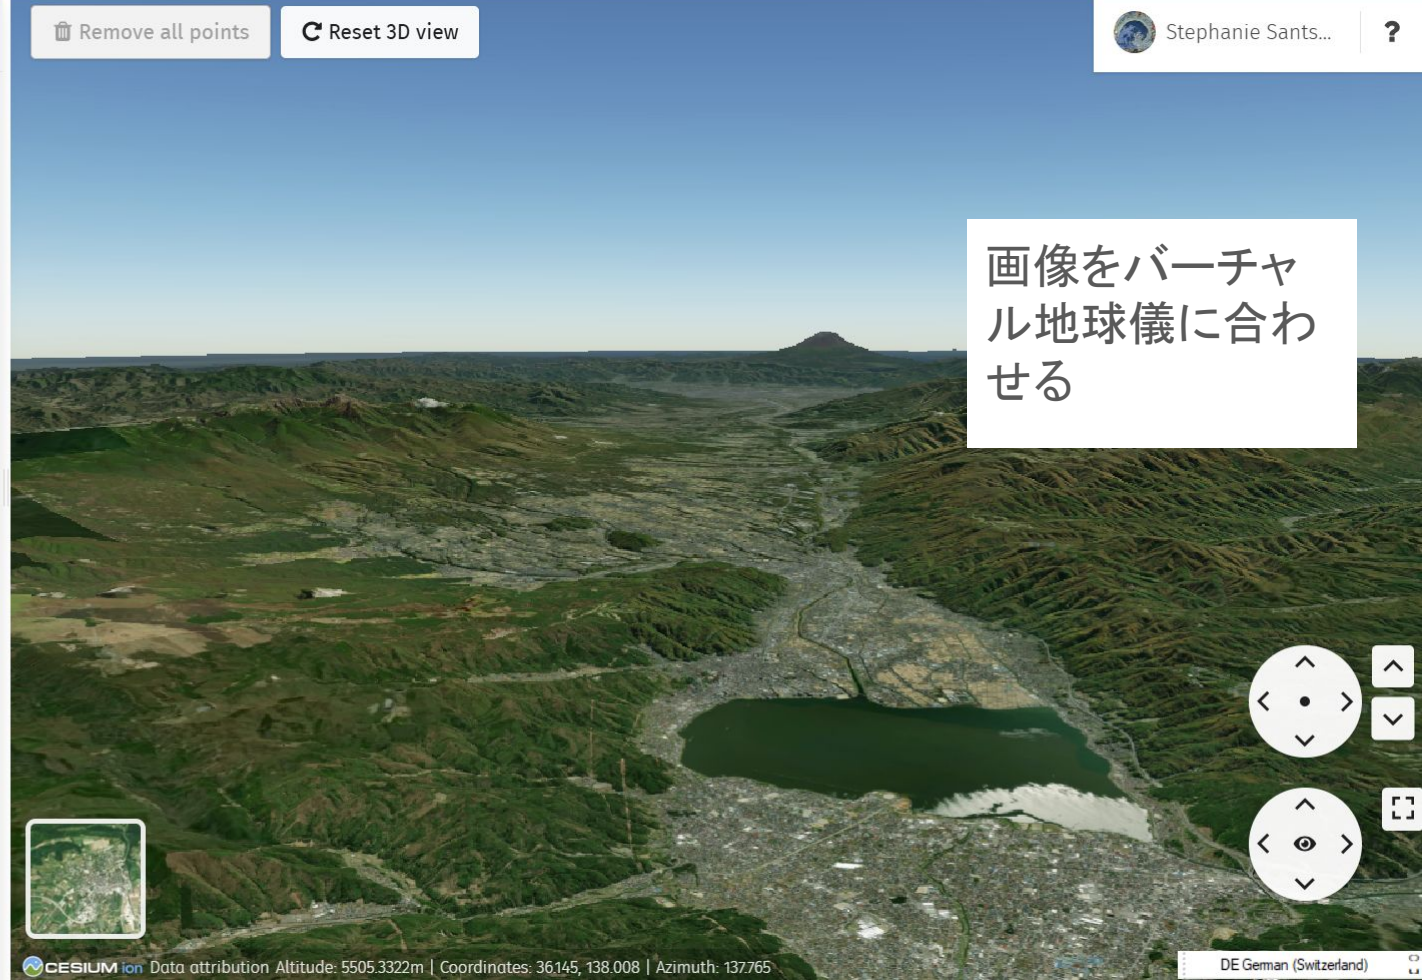 Remove all points
Reset 3D view
Stephanie Sants...
?
画像をバーチャ
ル地球儀に合わ
せる
CESIUM ion Data attribution Altitude: 5505.3322m | Coordinates: 36.145, 138.008 | Azimuth: 137.765
DE German (Switzerland)